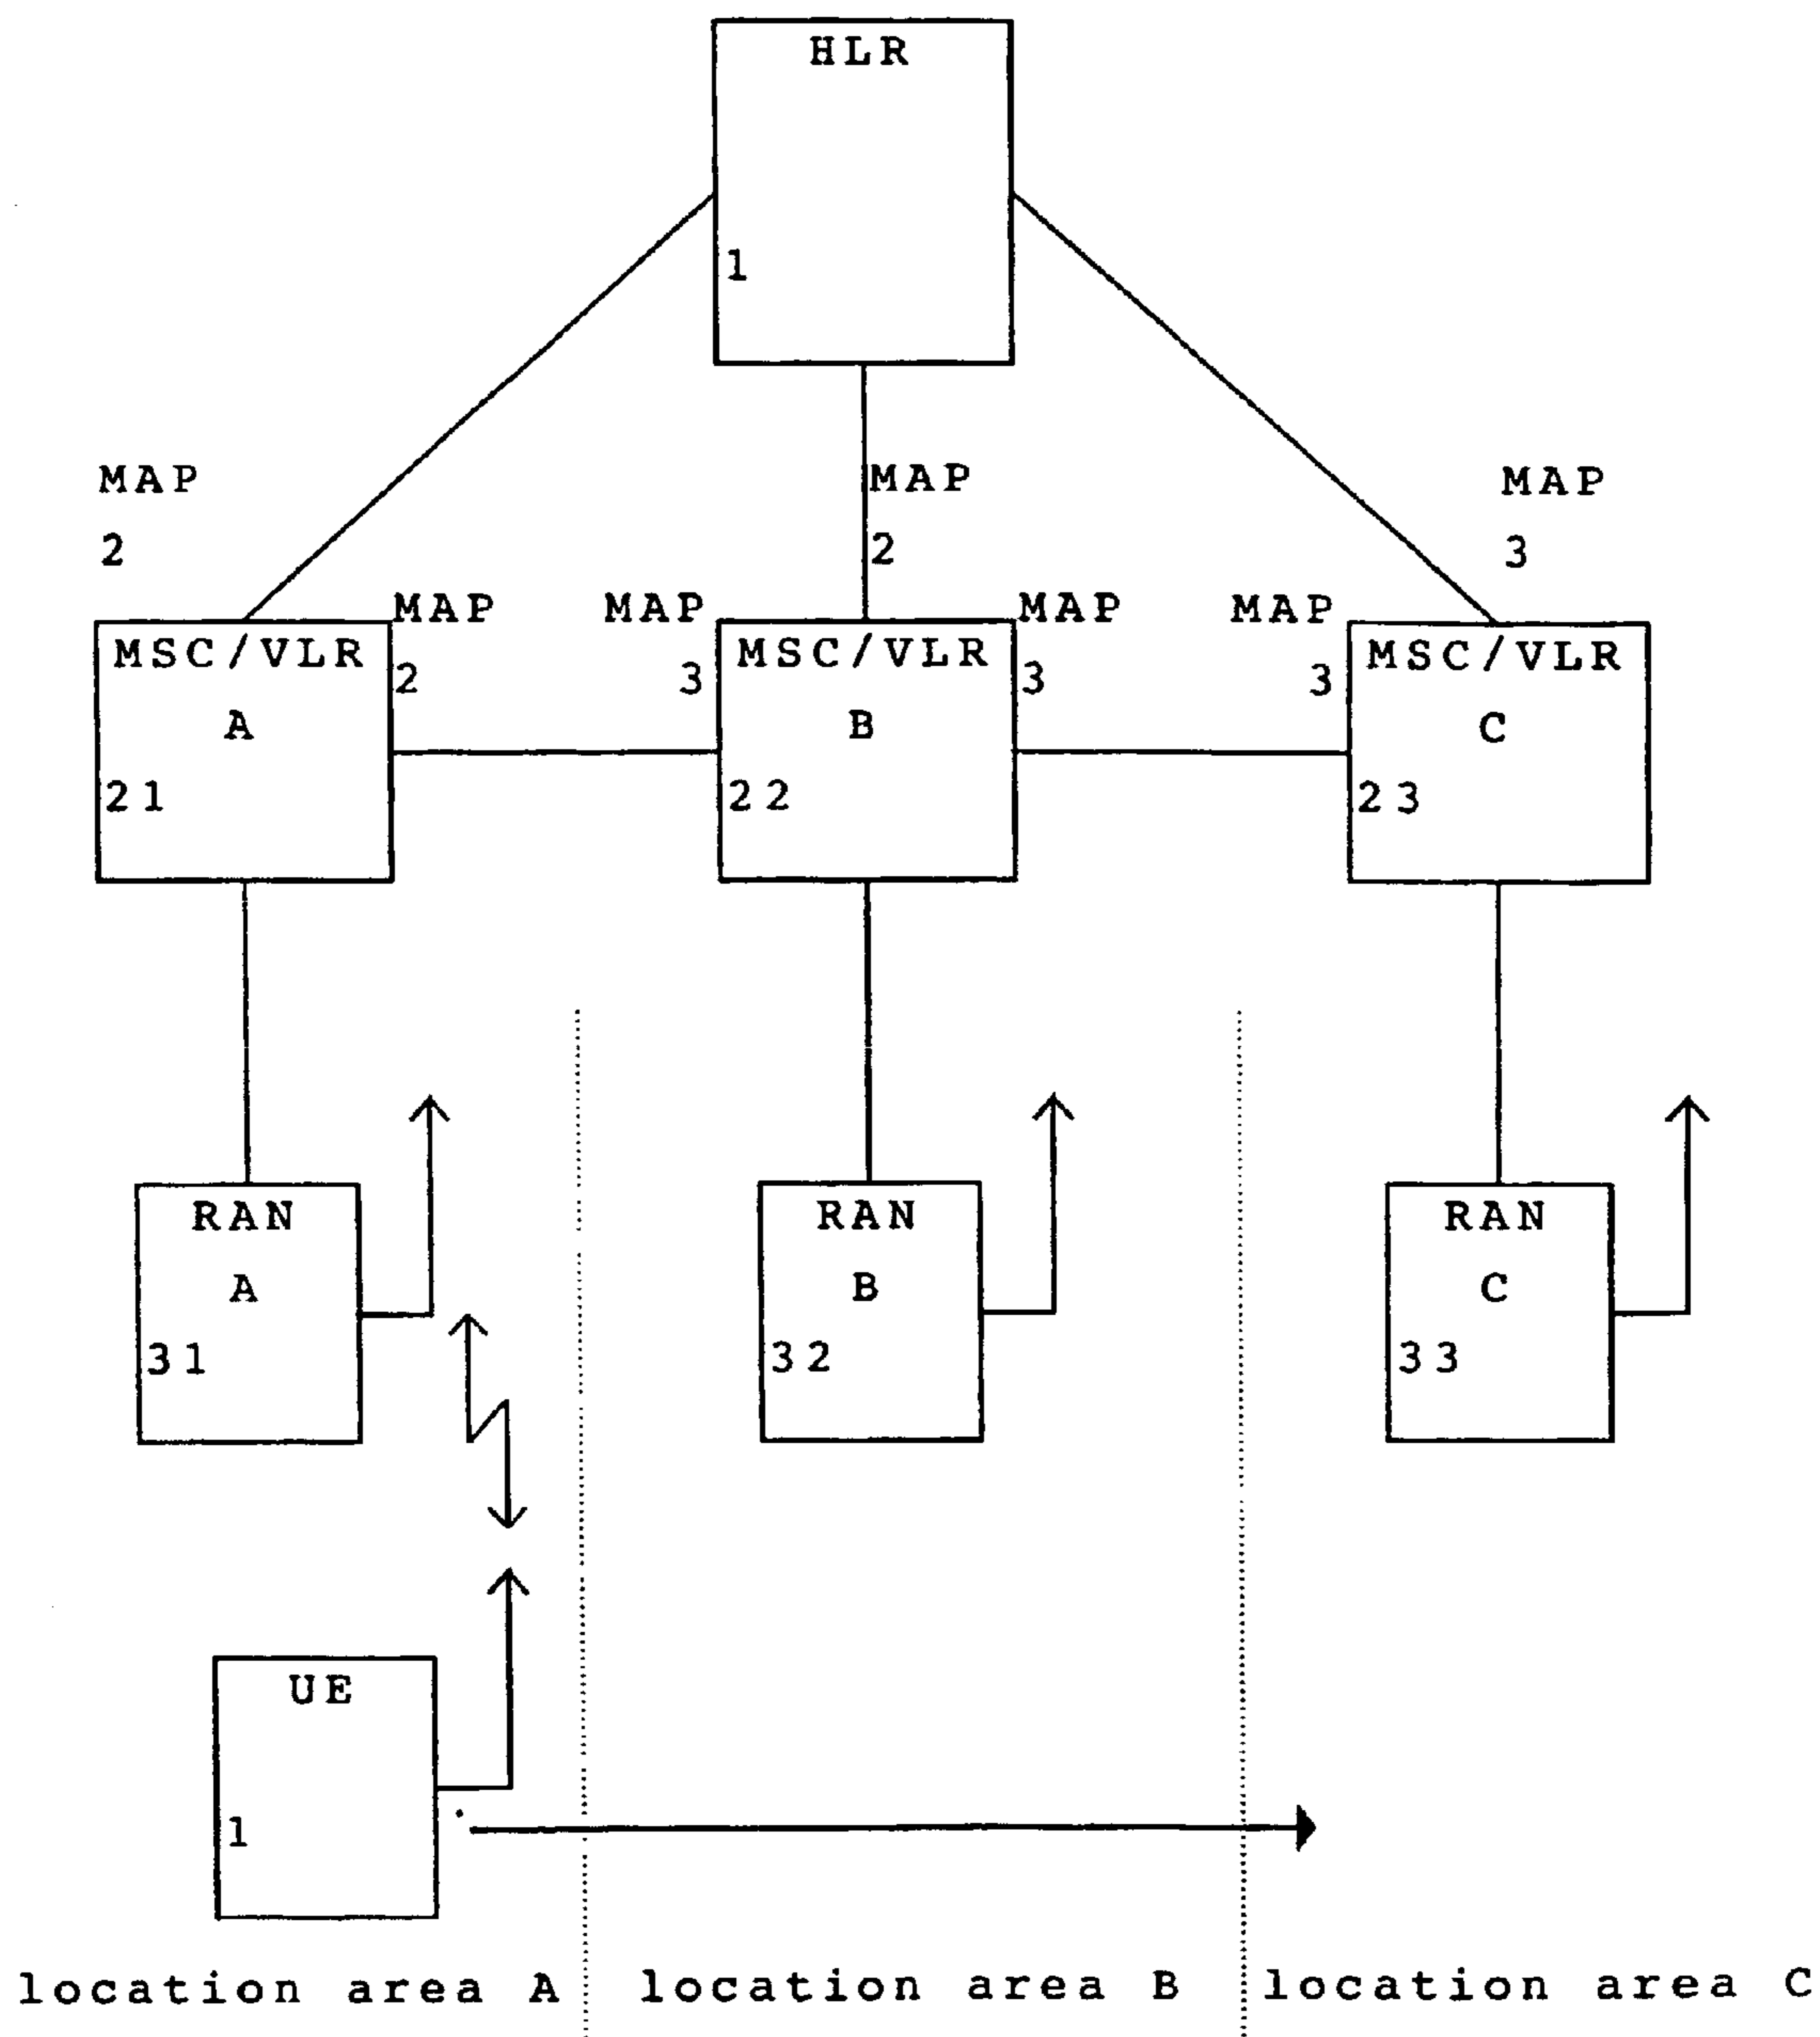 HLR
1
MAP MAP MAP
2 2 3
MAP MAP MAP MAP
MSC/VLR 2 3 MSC/VLR 3 3 MSC/VLR
A B C
21 22 23
RAN RAN RAN
A B C
31 32 33
UE
1
location area A location area B location area C